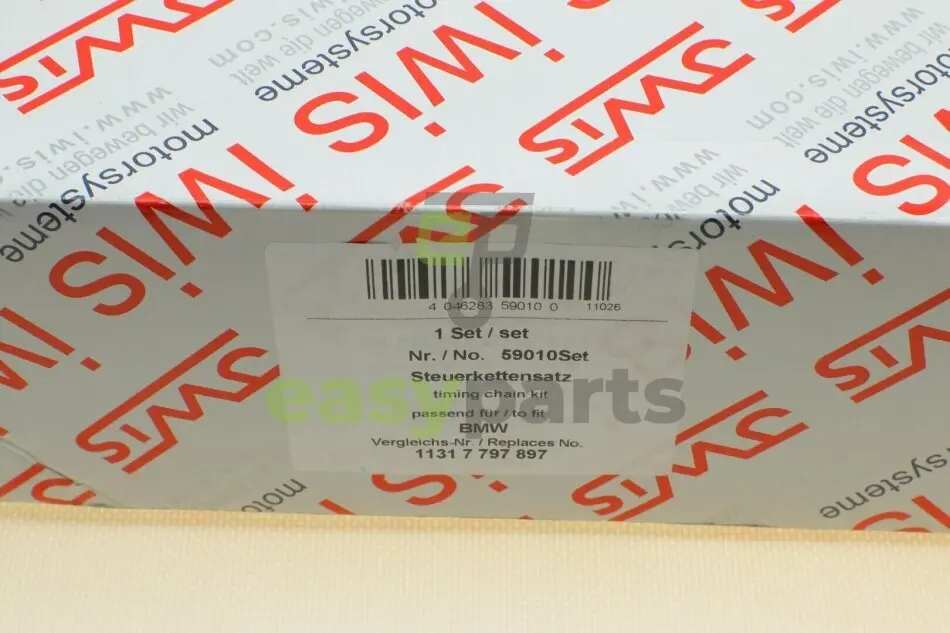 iwis
motorsysteme
wir bewegen die welt
www.iwis.com
4 046283 59010 0 11026
1 Set / set
Nr. / No. 59010Set
Steuerkettensatz
timing chain kit
passend für / to fit
BMW
Vergleichs-Nr. / Replaces No.
1131 7 797 897
easyparts